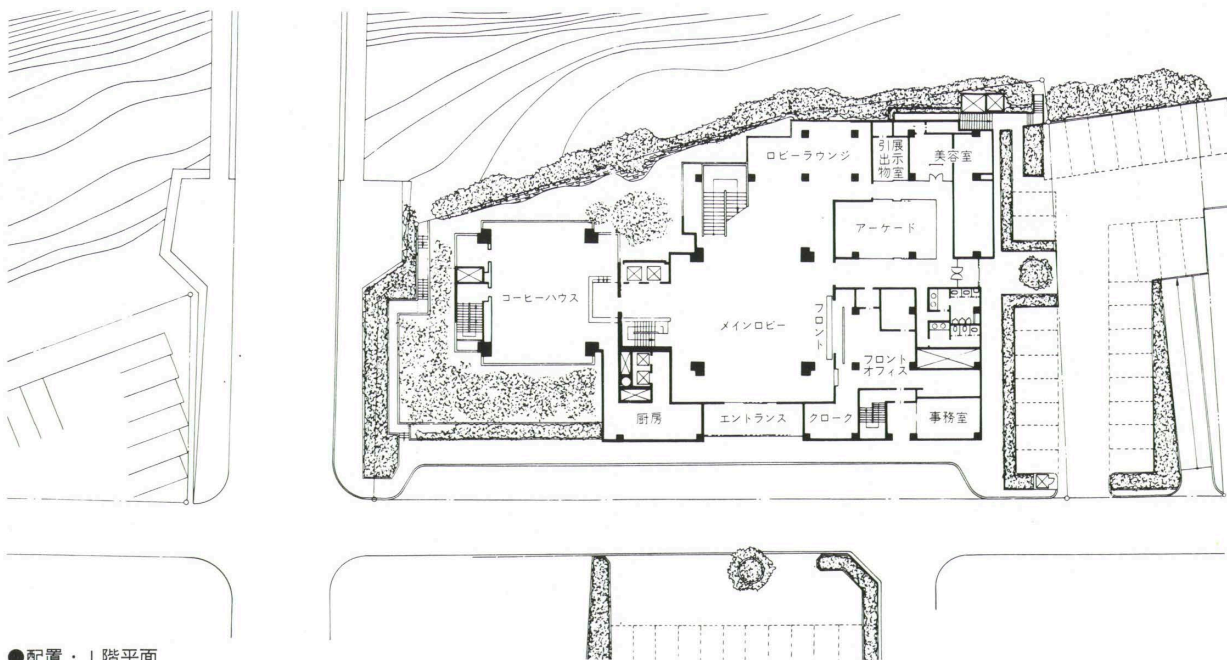 ロビーラウンジ
引展
出示
物室
美容室
アーケード
コーヒーハウス
メインロビー
フロント
フロント
オフィス
厨房
エントランス
クローク
事務室
●配置・1階平面